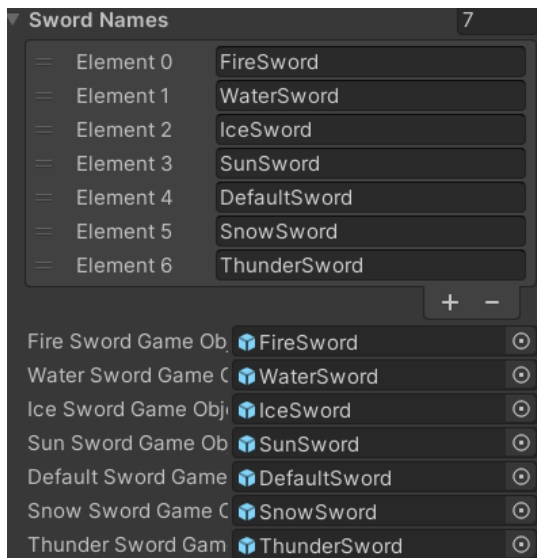 Sword Names 7
Element 0 FireSword
Element 1 WaterSword
Element 2 IceSword
Element 3 SunSword
Element 4 DefaultSword
Element 5 SnowSword
Element 6 ThunderSword
+ −
Fire Sword Game Ob FireSword
Water Sword Game WaterSword
Ice Sword Game Obj IceSword
Sun Sword Game Ob SunSword
Default Sword Game DefaultSword
Snow Sword Game SnowSword
Thunder Sword Gam ThunderSword